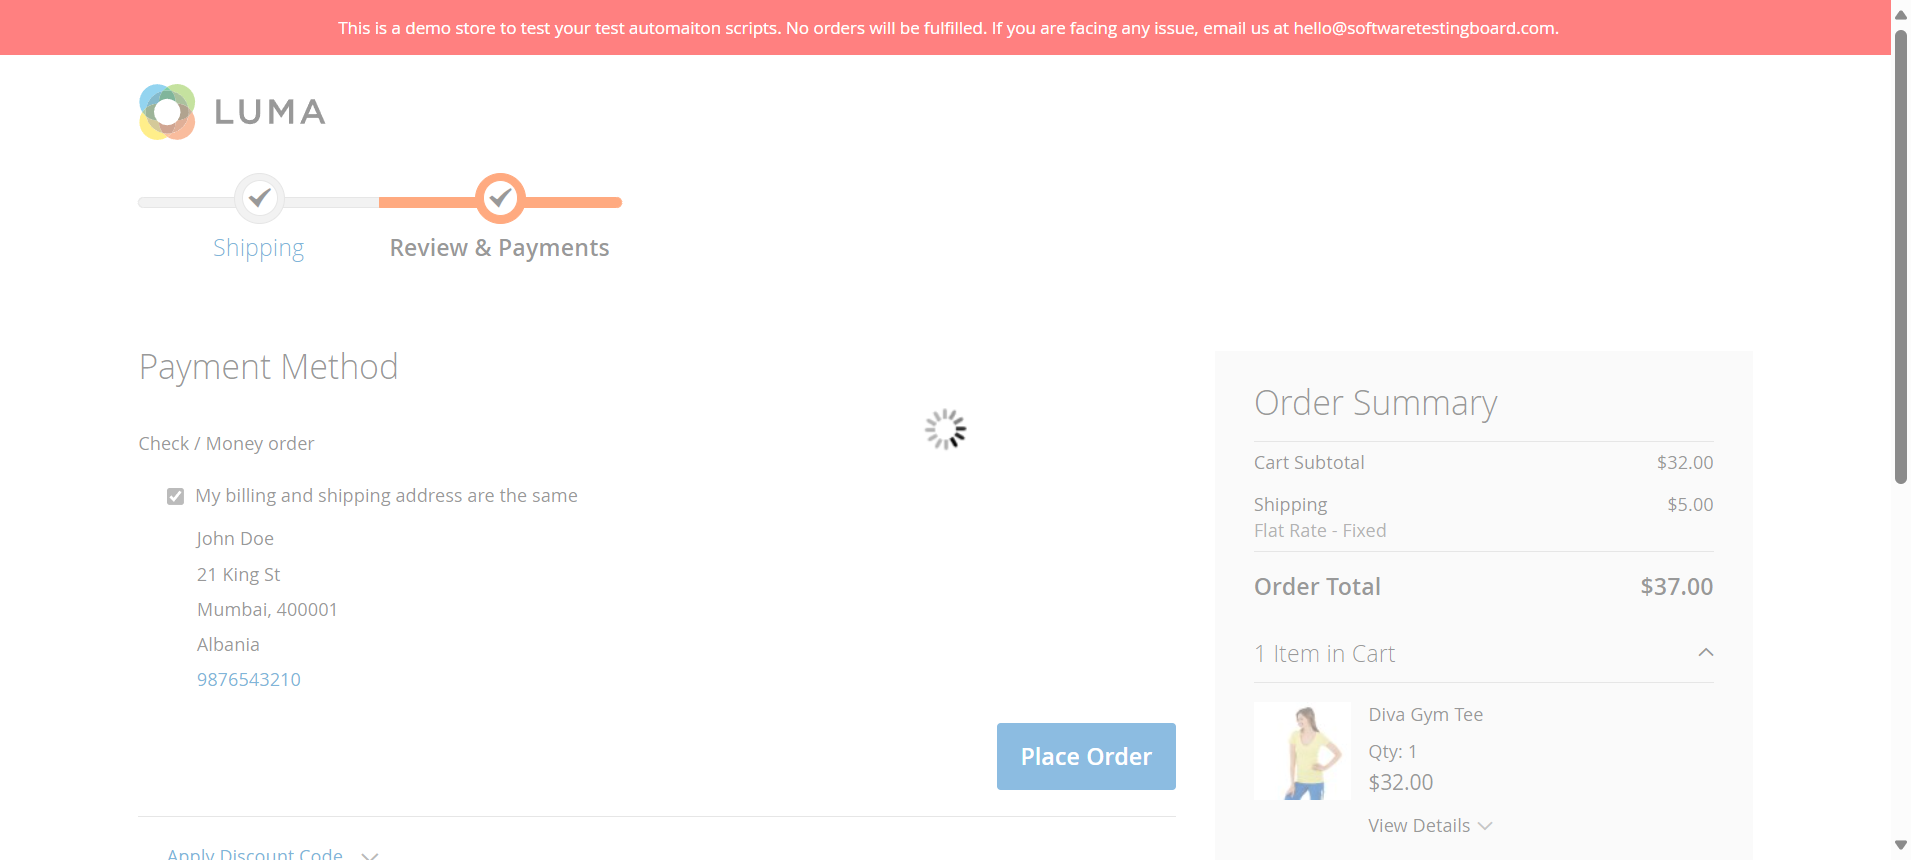 This is a demo store to test your test automaiton scripts. No orders will be fulfilled. If you are facing any issue, email us at hello@softwaretestingboard.com.
LUMA
Shipping
Review & Payments
Payment Method
Check / Money order
My billing and shipping address are the same
John Doe
21 King St
Mumbai, 400001
Albania
9876543210
Place Order
Apply Discount Code
Order Summary
Cart Subtotal $32.00
Shipping $5.00
Flat Rate - Fixed
Order Total $37.00
1 Item in Cart
Diva Gym Tee
Qty: 1
$32.00
View Details